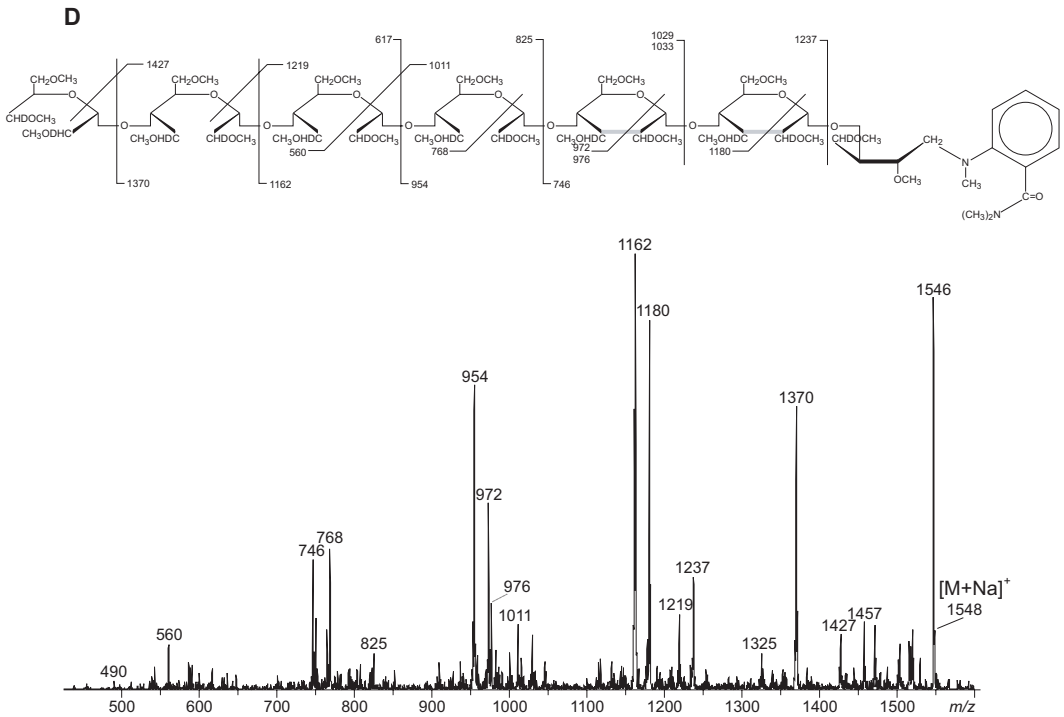 D
617 825 1029 1237
1033
1427 1219 1011
CH₂OCH₃ CH₂OCH₃ CH₂OCH₃ CH₂OCH₃ CH₂OCH₃ CH₂OCH₃
O O O O O O
CHDOCH₃
CH₃OHDC O CH₃OHDC CHDOCH₃ O CH₃OHDC CHDOCH₃ O CH₃OHDC CHDOCH₃ O CH₃OHDC CHDOCH₃ O CH₃OHDC CHDOCH₃ O CHDOCH₃
CH₂
560 768 972 1180
976
N
OCH₃ CH₃
1370 1162 954 746
C=O
(CH₃)₂N
1162
1180
1546
954
1370
972
746 768
976
1237
[M+Na]⁺
1548
1011
1219
1427 1457
560
825
1325
490
500 600 700 800 900 1000 1100 1200 1300 1400 1500 m/z